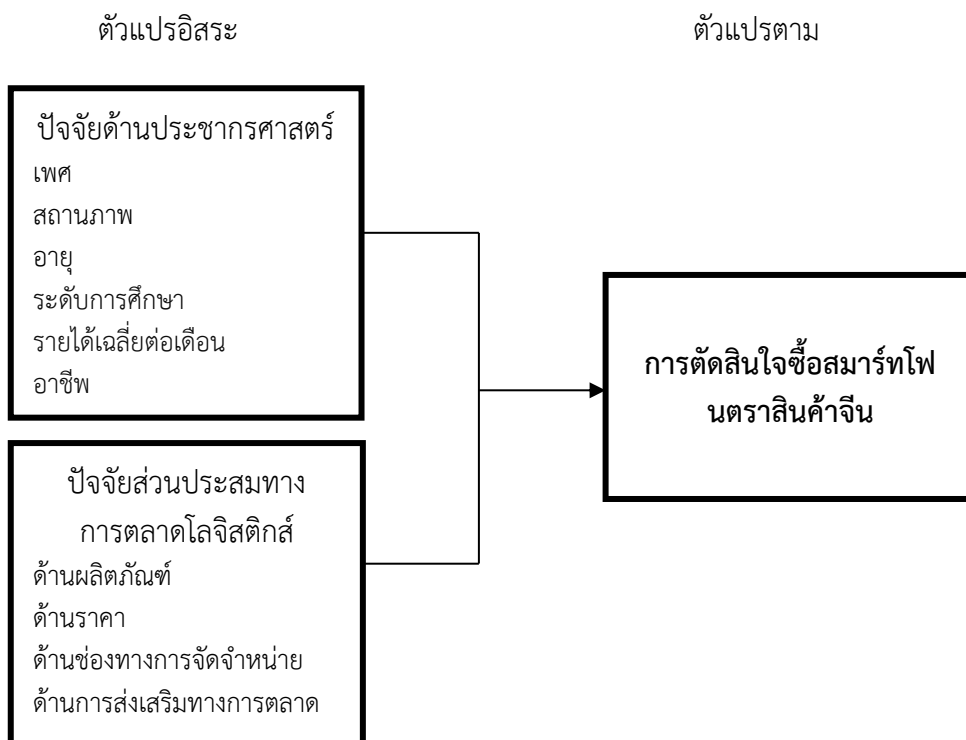 ตัวแปรอิสระ
ตัวแปรตาม
ปัจจัยด้านประชากรศาสตร์
เพศ
สถานภาพ
อายุ
ระดับการศึกษา
รายได้เฉลี่ยต่อเดือน
อาชีพ
ปัจจัยส่วนประสมทาง
การตลาดโลจิสติกส์
ด้านผลิตภัณฑ์
ด้านราคา
ด้านช่องทางการจัดจำหน่าย
ด้านการส่งเสริมทางการตลาด
การตัดสินใจซื้อสมาร์ทโฟ
นตราสินค้าจีน